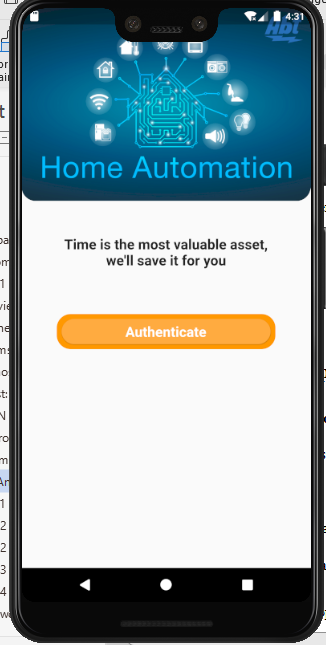 4:31
HDL
Home Automation
Time is the most valuable asset,
we'll save it for you
Authenticate